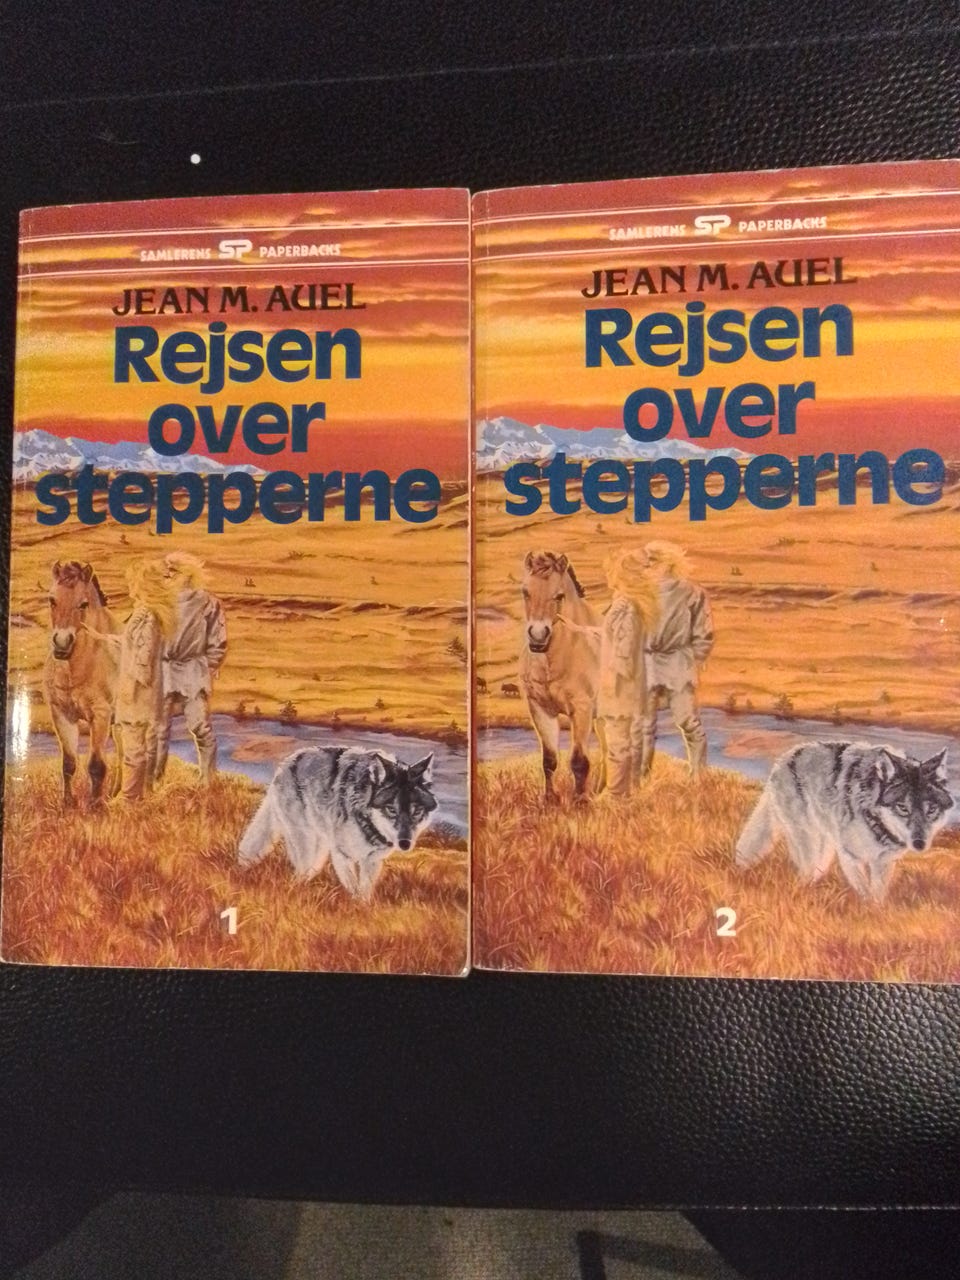 SAMLERENS SP PAPERBACKS
JEAN M. AUEL
Rejsen
over
stepperne
1
SAMLERENS SP PAPERBACKS
JEAN M. AUEL
Rejsen
over
stepperne
2